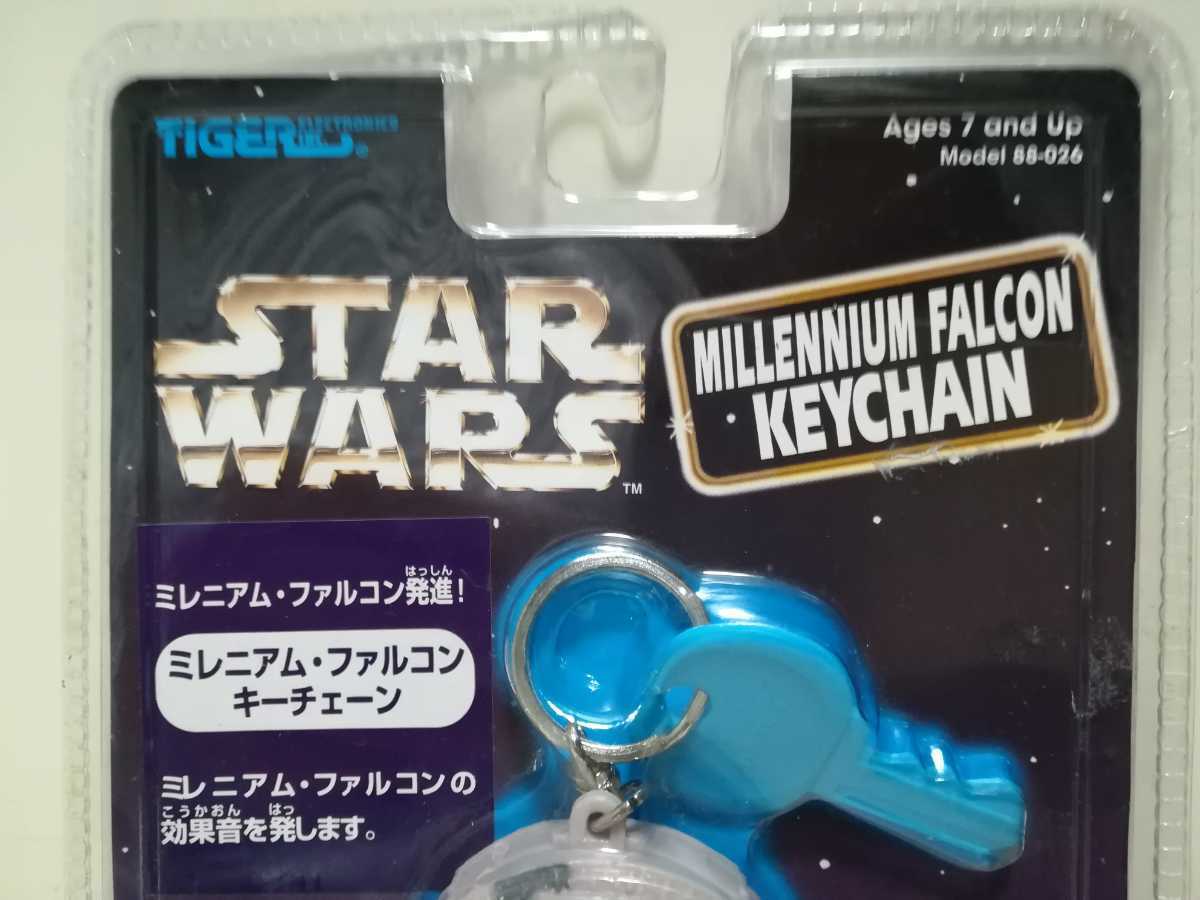 TIGER ELECTRONICS INC.®
Ages 7 and Up
Model 88-026
STAR
WARS
TM
MILLENNIUM FALCON
KEYCHAIN
はっしん
ミレニアム・ファルコン発進!
ミレニアム・ファルコン
キーチェーン
ミレニアム・ファルコンの
こうかおん はっ
効果音を発します。